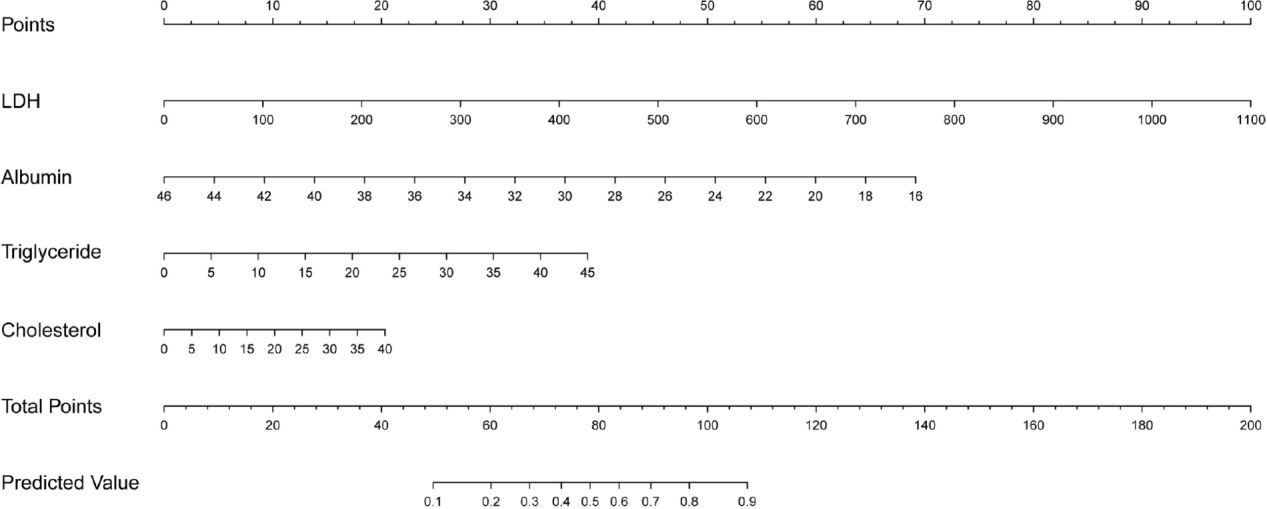 0 10 20 30 40 50 60 70 80 90 100
Points
LDH
0 100 200 300 400 500 600 700 800 900 1000 1100
Albumin
46 44 42 40 38 36 34 32 30 28 26 24 22 20 18 16
Triglyceride
0 5 10 15 20 25 30 35 40 45
Cholesterol
0 5 10 15 20 25 30 35 40
Total Points
0 20 40 60 80 100 120 140 160 180 200
Predicted Value
0.1 0.2 0.3 0.4 0.5 0.6 0.7 0.8 0.9